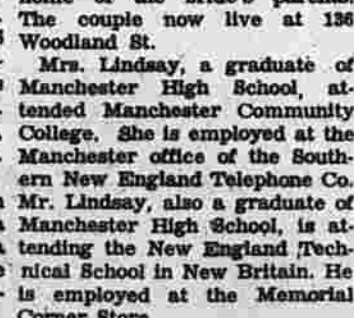 The couple now live at 136
Woodland St.
Mrs. Lindsay, a graduate of
Manchester High School, at-
tended Manchester Community
College. She is employed at the
Manchester office of the South-
ern New England Telephone Co.
Mr. Lindsay, also a graduate of
Manchester High School, is at-
tending the New England Tech-
nical School in New Britain. He
is employed at the Memorial
Corner Store